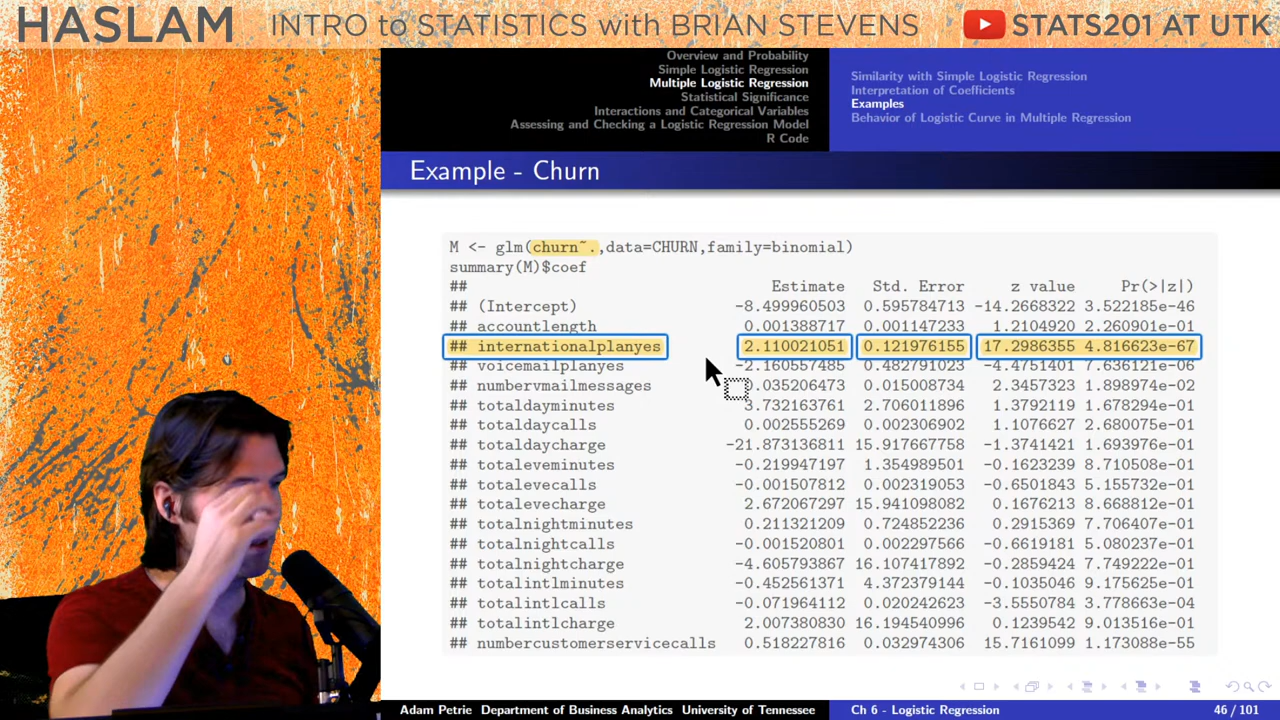 HASLAM INTRO to STATISTICS with BRIAN STEVENS STATS201 AT UTK
Overview and Probability
Simple Logistic Regression
Multiple Logistic Regression
Statistical Significance
Interactions and Categorical Variables
Assessing and Checking a Logistic Regression Model
R Code
Similarity with Simple Logistic Regression
Interpretation of Coefficients
Examples
Behavior of Logistic Curve in Multiple Regression
Example - Churn
M <- glm(churn~.,data=CHURN,family=binomial)
summary(M)$coef
## Estimate Std. Error z value Pr(>|z|)
## (Intercept) -8.499960503 0.595784713 -14.2668322 3.522185e-46
## accountlength 0.001388717 0.001147233 1.2104920 2.260901e-01
## internationalplanyes 2.110021051 0.121976155 17.2986355 4.816623e-67
## voicemailplanyes -2.160557485 0.482791023 -4.4751401 7.636121e-06
## numbervmailmessages 0.035206473 0.015008734 2.3457323 1.898974e-02
## totaldayminutes 3.732163761 2.706011896 1.3792119 1.678294e-01
## totaldaycalls 0.002555269 0.002306902 1.1076627 2.680075e-01
## totaldaycharge -21.873136811 15.917667758 -1.3741421 1.693976e-01
## totaleveminutes -0.219947197 1.354989501 -0.1623239 8.710508e-01
## totalevecalls -0.001507812 0.002319053 -0.6501843 5.155732e-01
## totalevecharge 2.672067297 15.941098082 0.1676213 8.668812e-01
## totalnightminutes 0.211321209 0.724852236 0.2915369 7.706407e-01
## totalnightcalls -0.001520801 0.002297566 -0.6619181 5.080237e-01
## totalnightcharge -4.605793867 16.107417892 -0.2859424 7.749222e-01
## totalintlminutes -0.452561371 4.372379144 -0.1035046 9.175625e-01
## totalintlcalls -0.071964112 0.020242623 -3.5550784 3.778663e-04
## totalintlcharge 2.007380830 16.194540996 0.1239542 9.013516e-01
## numbercustomerservicecalls 0.518227816 0.032974306 15.7161099 1.173088e-55
Adam Petrie Department of Business Analytics University of Tennessee Ch 6 - Logistic Regression 46 / 101